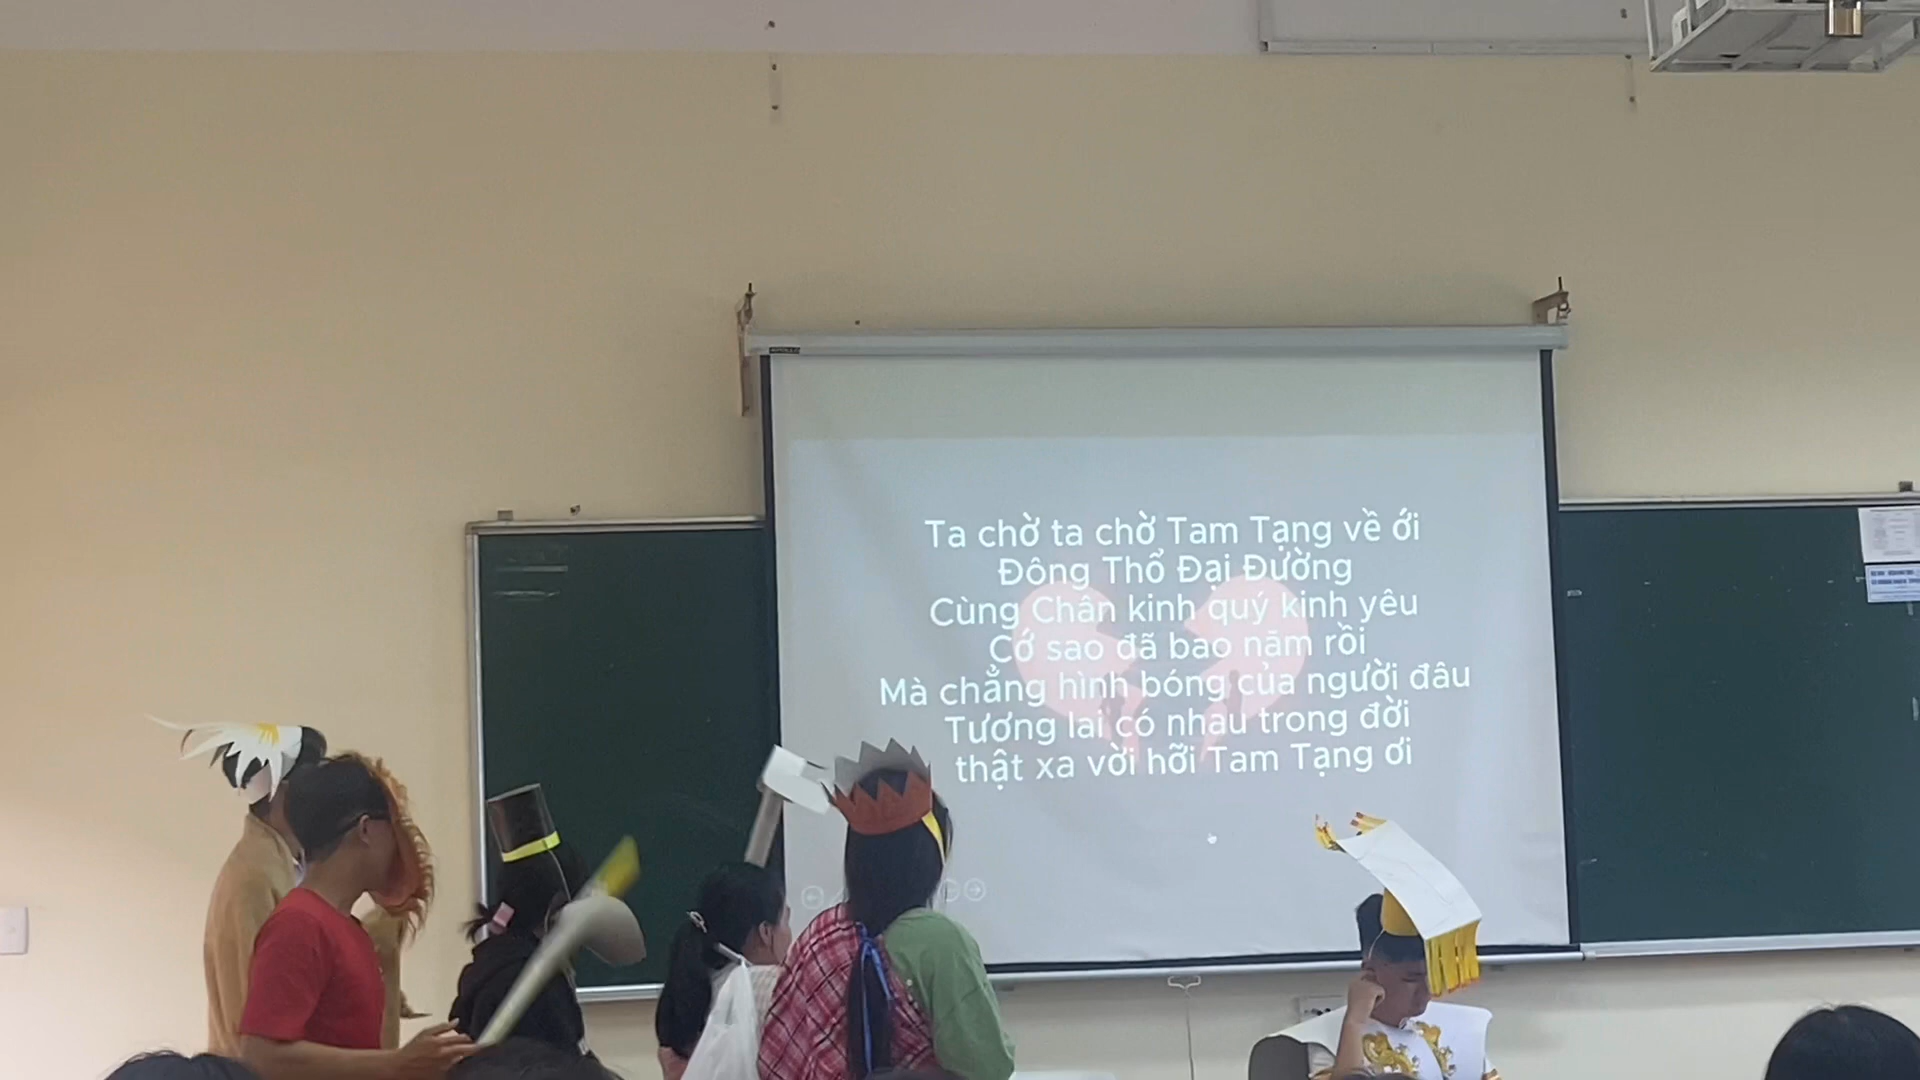 Ta chờ ta chờ Tam Tạng về ới
Đông Thổ Đại Đường
Cùng Chân kinh quý kinh yêu
Cớ sao đã bao năm rồi
Mà chẳng hình bóng của người đâu
Tương lai có nhau trong đời
thật xa vời hỡi Tam Tạng ơi